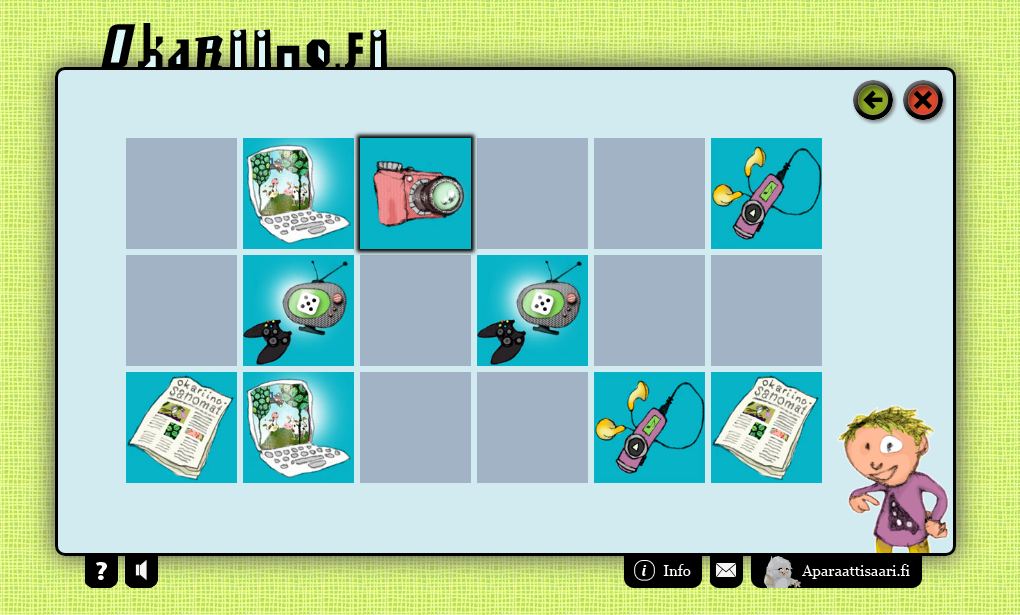 Okariino.fi
okariino-
SANOMAT
okariino-
SANOMAT
?
i Info
Aparaattisaari.fi